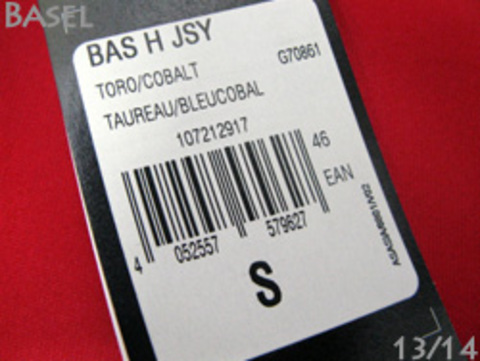 BASEL
BAS H JSY
TORO/COBALT G70861
TAUREAU/BLEUCOBAL
107212917
46
EAN
4 052557 579627
S
13/14